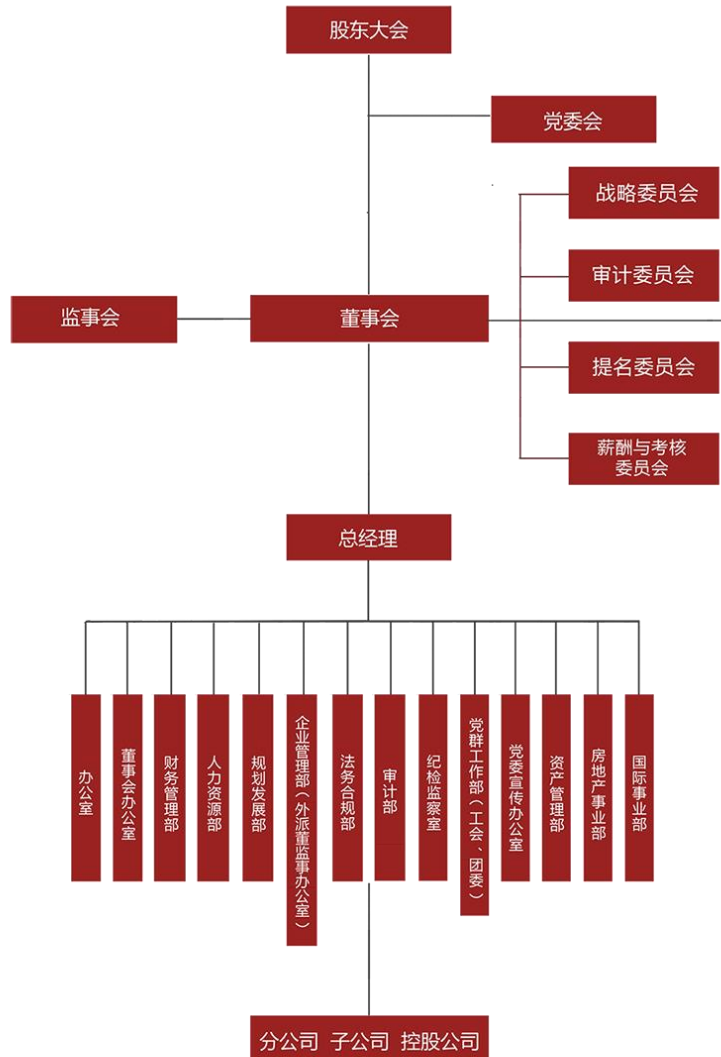 股东大会
党委会
战略委员会
审计委员会
监事会
董事会
提名委员会
薪酬与考核
委员会
总经理
办公室
董事会办公室
财务管理部
人力资源部
规划发展部
企业管理部（外派董监事办公室）
法务合规部
审计部
纪检监察室
党群工作部（工会、团委）
党委宣传办公室
资产管理部
房地产事业部
国际事业部
分公司 子公司 控股公司